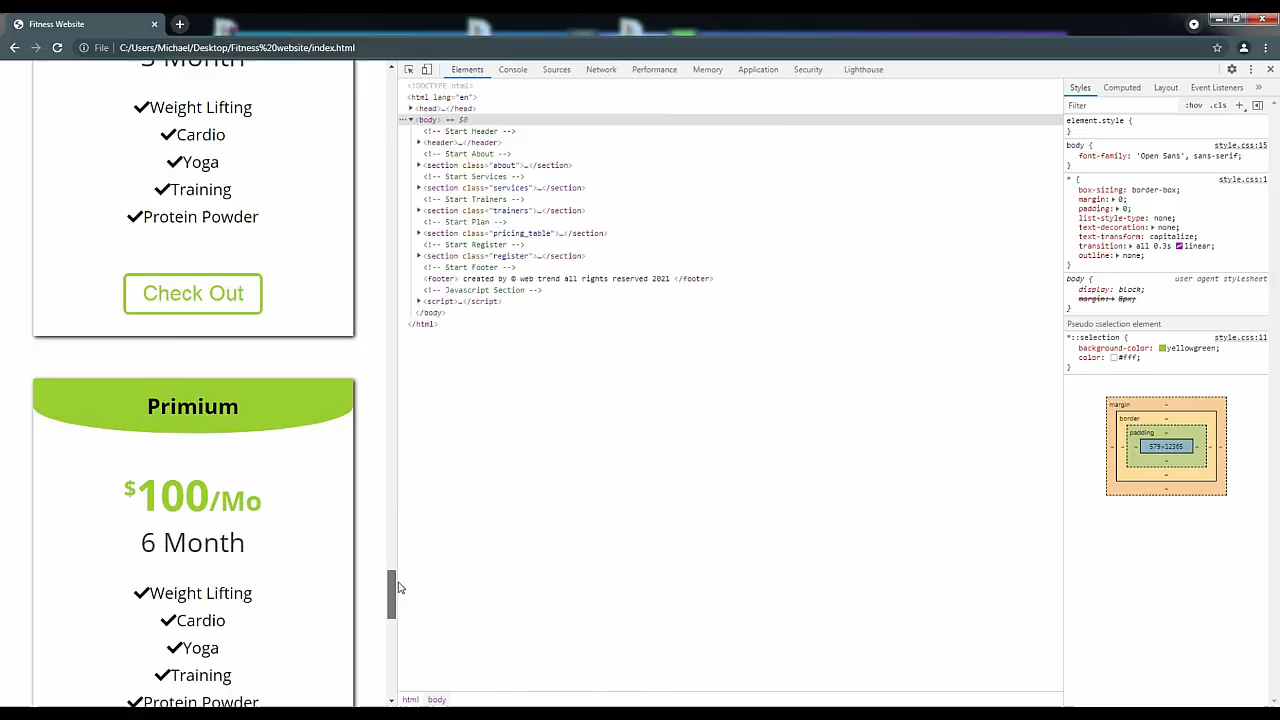 Fitness Website
File C:/Users/Michael/Desktop/Fitness%20website/index.html
3 Month
Weight Lifting
Cardio
Yoga
Training
Protein Powder
Check Out
Primium
$100/Mo
6 Month
Weight Lifting
Cardio
Yoga
Training
Protein Powder
Elements Console Sources Network Performance Memory Application Security Lighthouse
<!DOCTYPE html>
<html lang="en">
<head>…</head>
<body> == $0
<!-- Start Header -->
<header>…</header>
<!-- Start About -->
<section class="about">…</section>
<!-- Start Services -->
<section class="services">…</section>
<!-- Start Trainers -->
<section class="trainers">…</section>
<!-- Start Plan -->
<section class="pricing_table">…</section>
<!-- Start Register -->
<section class="register">…</section>
<!-- Start Footer -->
<footer> created by © web trend all rights reserved 2021 </footer>
<!-- Javascript Section -->
<script>…</script>
</body>
</html>
html body
Styles Computed Layout Event Listeners »
Filter :hov .cls +
element.style {
}
body { style.css:15
font-family: 'Open Sans', sans-serif;
}
* { style.css:1
box-sizing: border-box;
margin: 0;
padding: 0;
list-style-type: none;
text-decoration: none;
text-transform: capitalize;
transition: all 0.3s linear;
outline: none;
}
body { user agent stylesheet
display: block;
margin: 8px;
}
Pseudo ::selection element
*::selection { style.css:11
background-color: yellowgreen;
color: #fff;
}
margin -
border -
padding -
- - - 579×12365 - - -
-
-
-